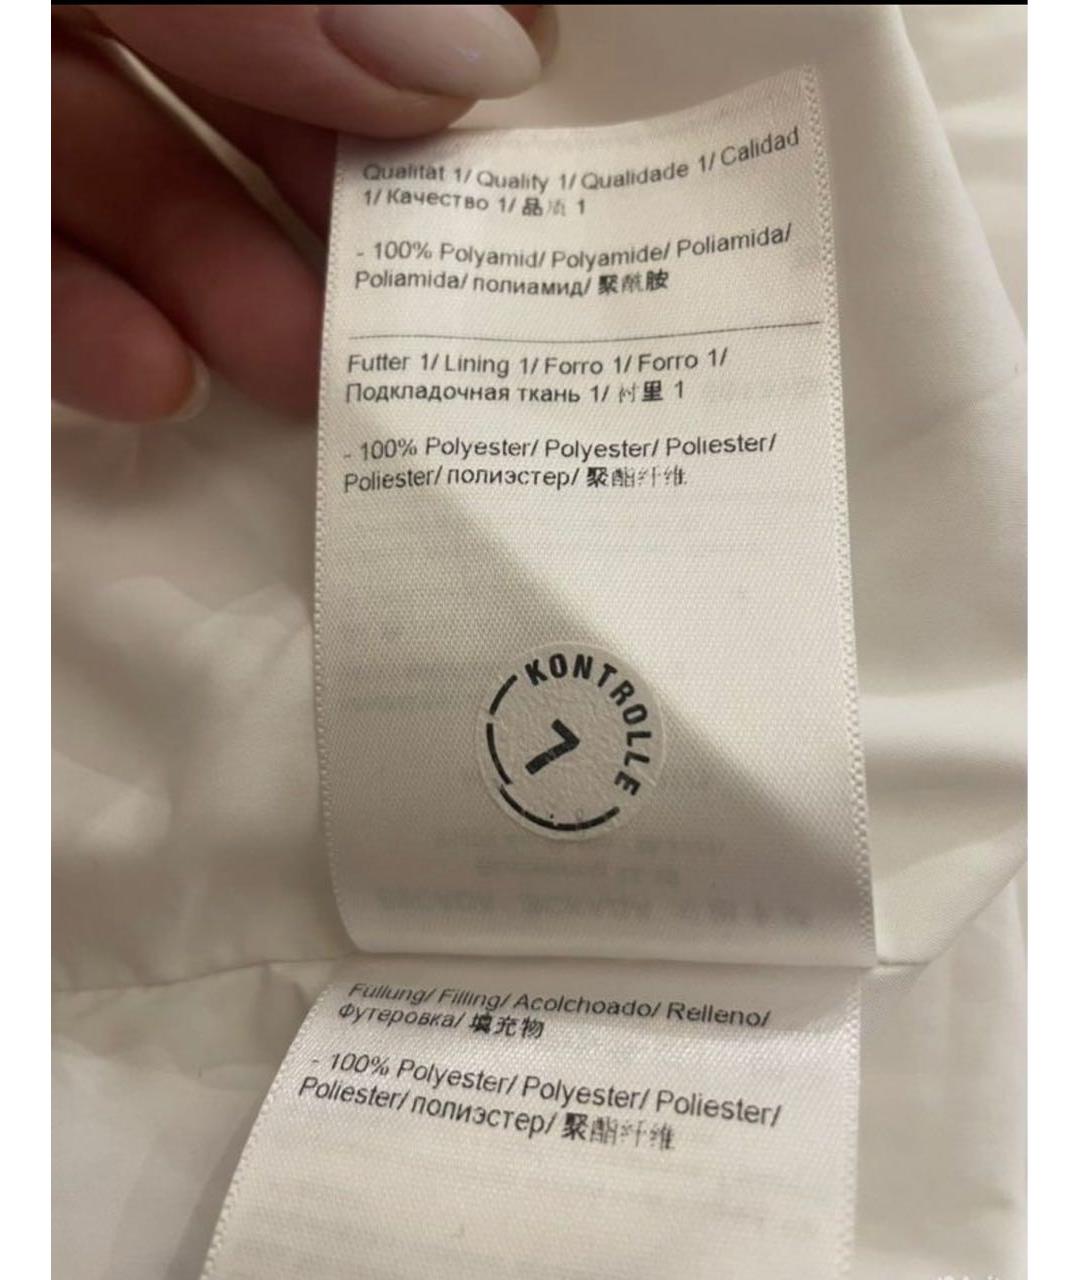 Qualität 1/ Quality 1/ Qualidade 1/ Calidad
1/ Качество 1/ 品项 1
- 100% Polyamid/ Polyamide/ Poliamida/
Poliamida/ полиамид/ 聚酰胺
Futter 1/ Lining 1/ Forro 1/ Forro 1/
Подкладочная ткань 1/ 衬里 1
- 100% Polyester/ Polyester/ Poliester/
Poliester/ полиэстер/ 聚酯纤维
KONTROLLE
7
Füllung/ Filling/ Acolchoado/ Relleno/
Футеровка/ 填充物
- 100% Polyester/ Polyester/ Poliester/
Poliester/ полиэстер/ 聚酯纤维